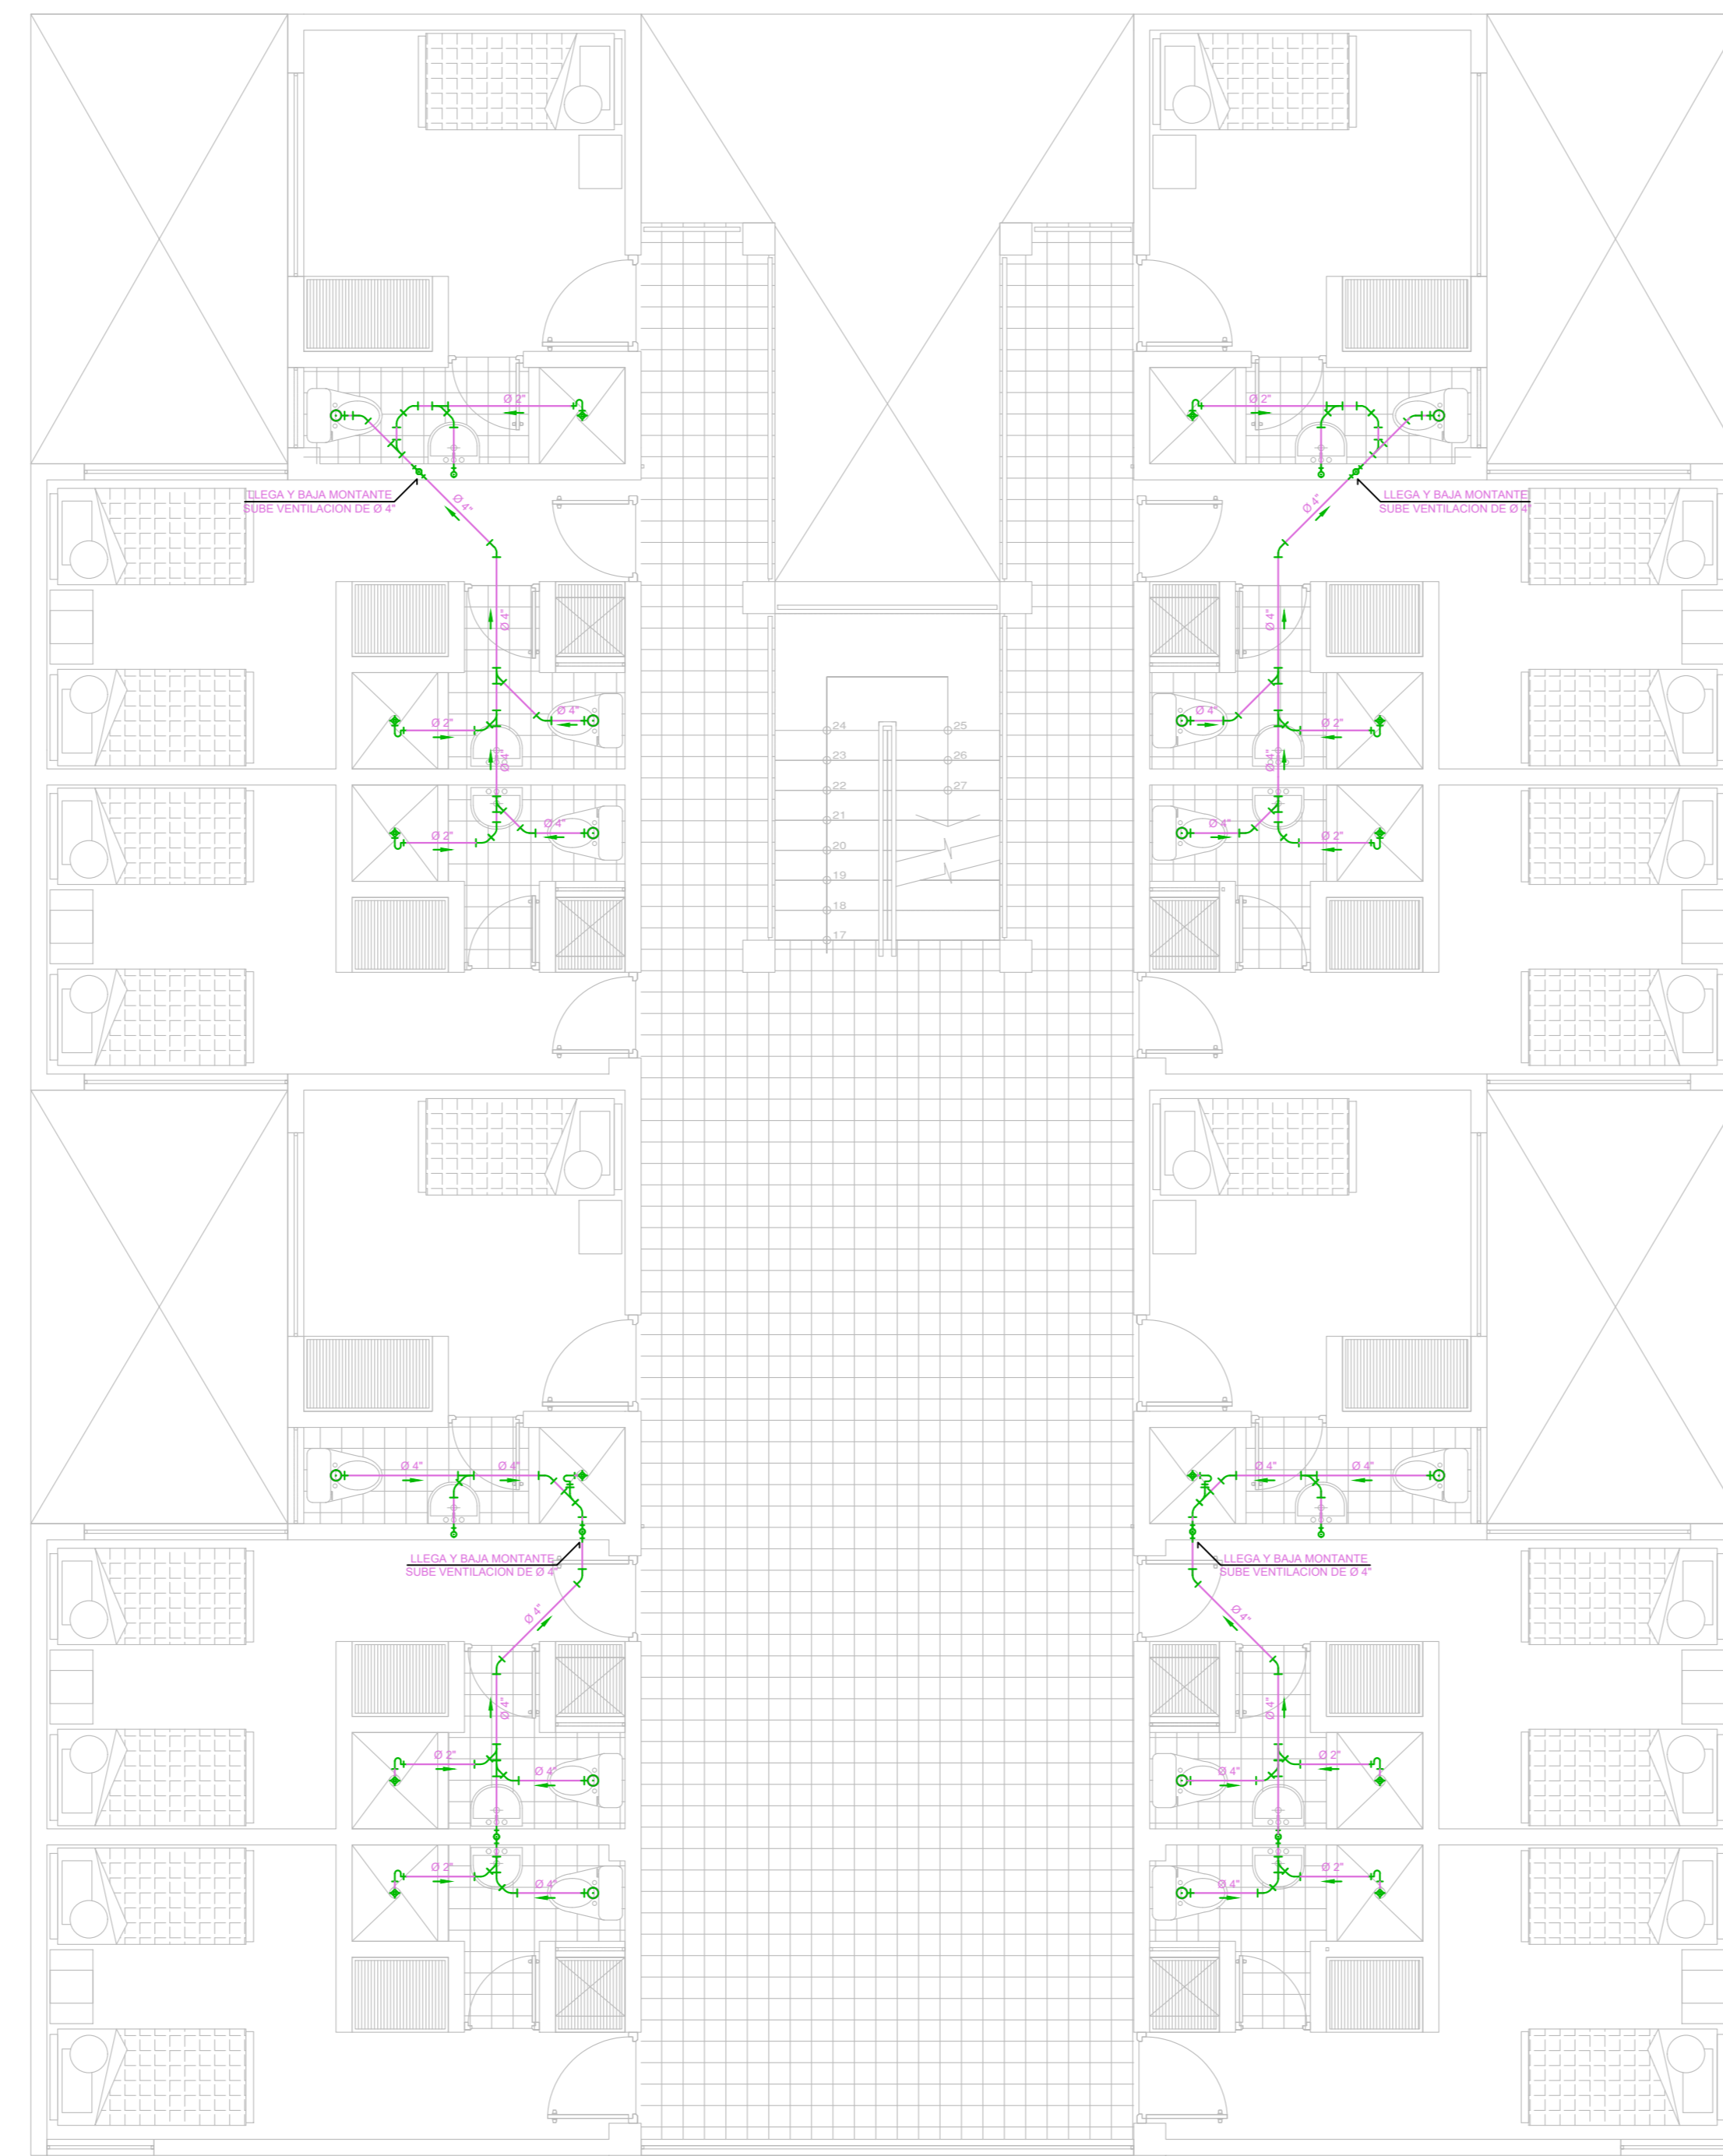 Ø 2"
Ø 2"
LLEGA Y BAJA MONTANTE
SUBE VENTILACION DE Ø 4"
Ø 4"
Ø 4"
LLEGA Y BAJA MONTANTE
SUBE VENTILACION DE Ø 4"
Ø 4"
Ø 4"
Ø 4"
Ø 4"
Ø 2"
Ø 2"
24
25
Ø 4"
Ø 4"
23
26
22
27
21
Ø 2"
Ø 4"
Ø 4"
Ø 2"
20
19
18
17
Ø 4"
Ø 4"
Ø 4"
Ø 4"
LLEGA Y BAJA MONTANTE
SUBE VENTILACION DE Ø 4"
LLEGA Y BAJA MONTANTE
SUBE VENTILACION DE Ø 4"
Ø 4"
Ø 4"
Ø 4"
Ø 4"
Ø 2"
Ø 2"
Ø 4"
Ø 4"
Ø 2"
Ø 2"
Ø 4"
Ø 4"